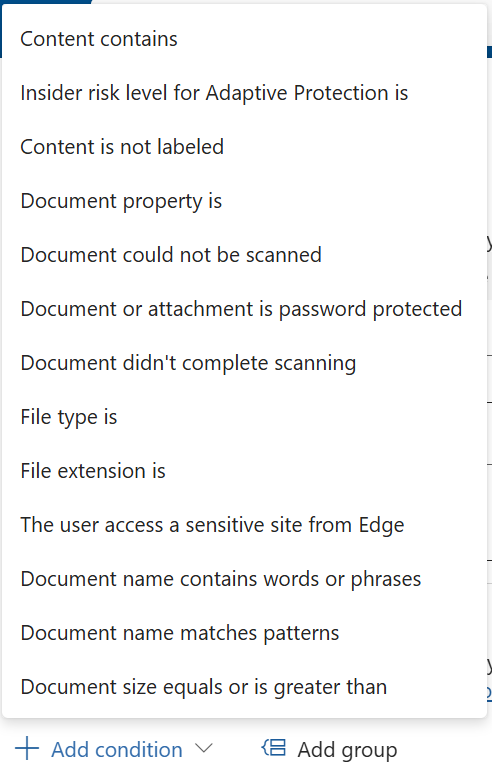 Content contains
Insider risk level for Adaptive Protection is
Content is not labeled
Document property is
Document could not be scanned
Document or attachment is password protected
Document didn't complete scanning
File type is
File extension is
The user access a sensitive site from Edge
Document name contains words or phrases
Document name matches patterns
Document size equals or is greater than
Add condition
Add group